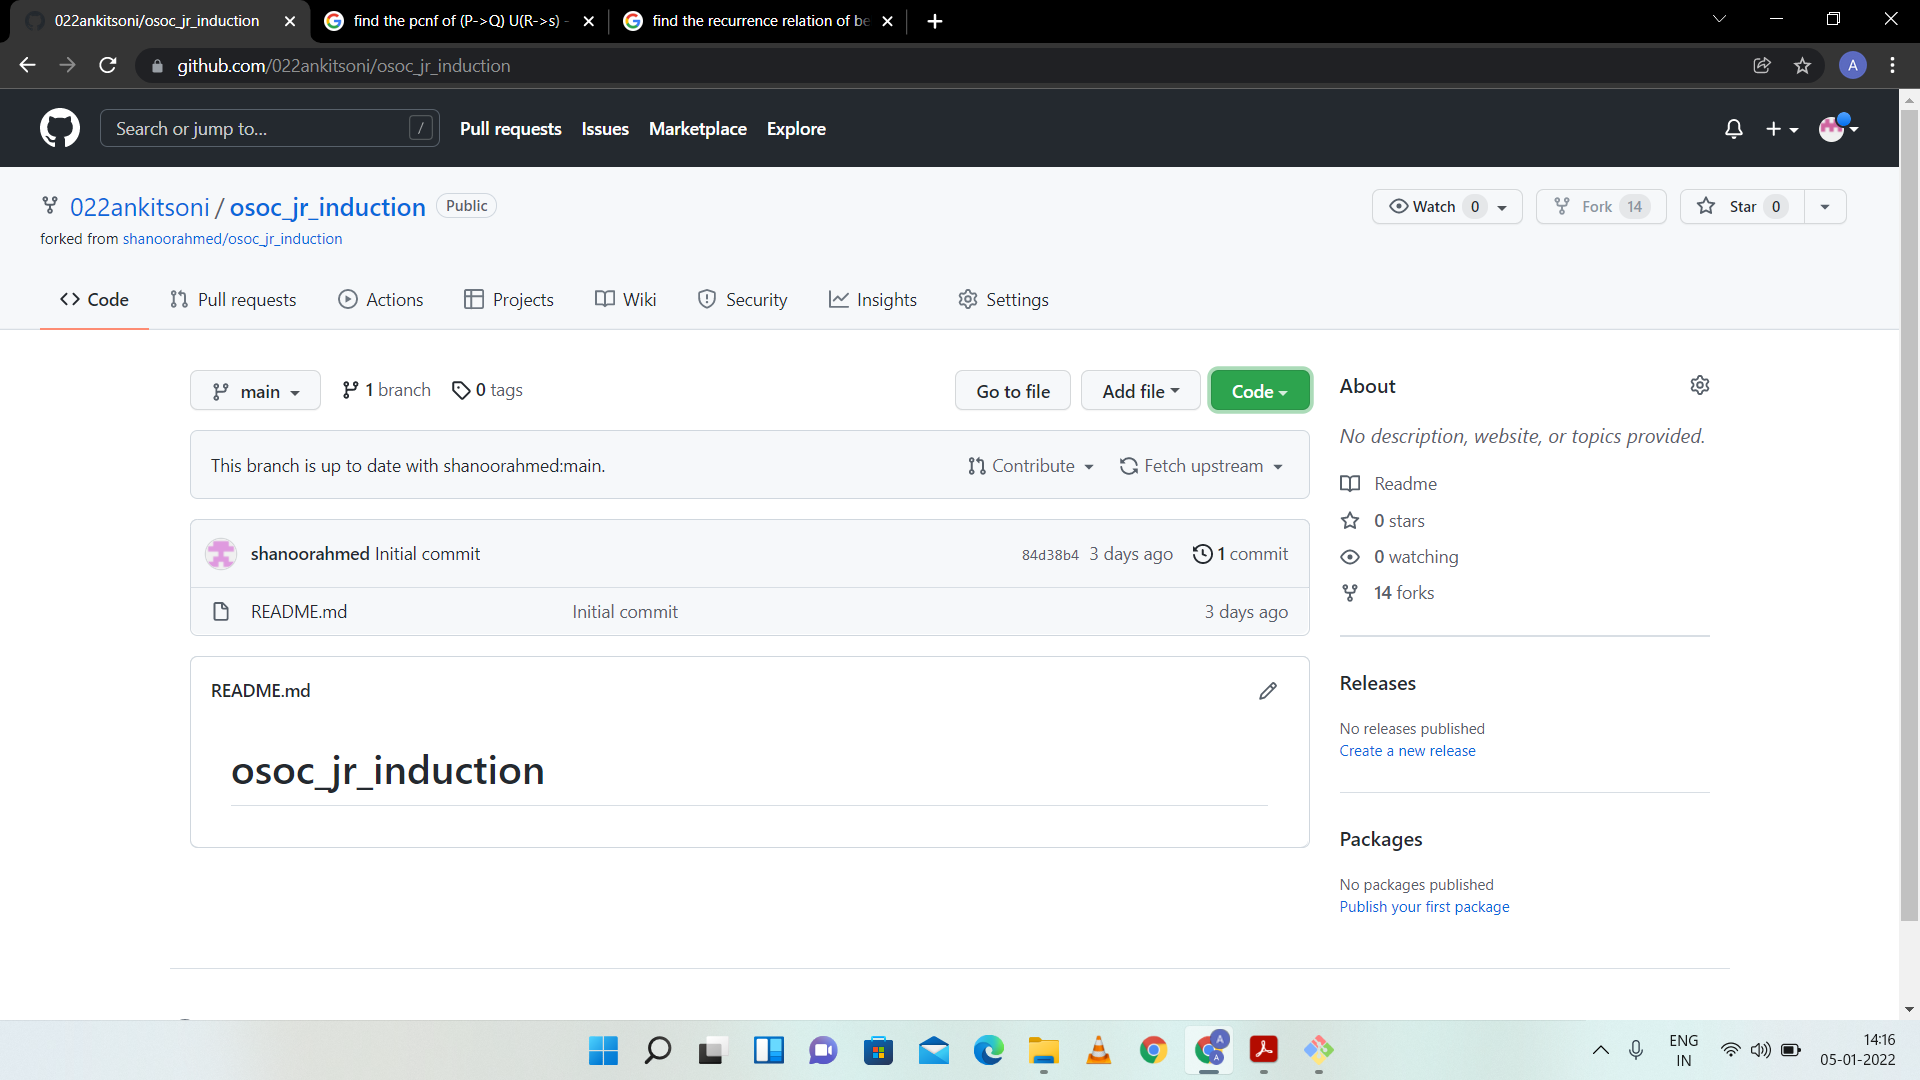 022ankitsoni/osoc_jr_induction
find the pcnf of (P->Q) U(R->s) -
find the recurrence relation of be
github.com/022ankitsoni/osoc_jr_induction
A
Search or jump to... /
Pull requests Issues Marketplace Explore
022ankitsoni / osoc_jr_induction Public
Watch 0 Fork 14 Star 0
forked from shanoorahmed/osoc_jr_induction
Code Pull requests Actions Projects Wiki Security Insights Settings
main 1 branch 0 tags Go to file Add file Code
This branch is up to date with shanoorahmed:main. Contribute Fetch upstream
shanoorahmed Initial commit 84d38b4 3 days ago 1 commit
README.md Initial commit 3 days ago
README.md
osoc_jr_induction
About
No description, website, or topics provided.
Readme
0 stars
0 watching
14 forks
Releases
No releases published
Create a new release
Packages
No packages published
Publish your first package
A
A
ENG
IN
14:16
05-01-2022